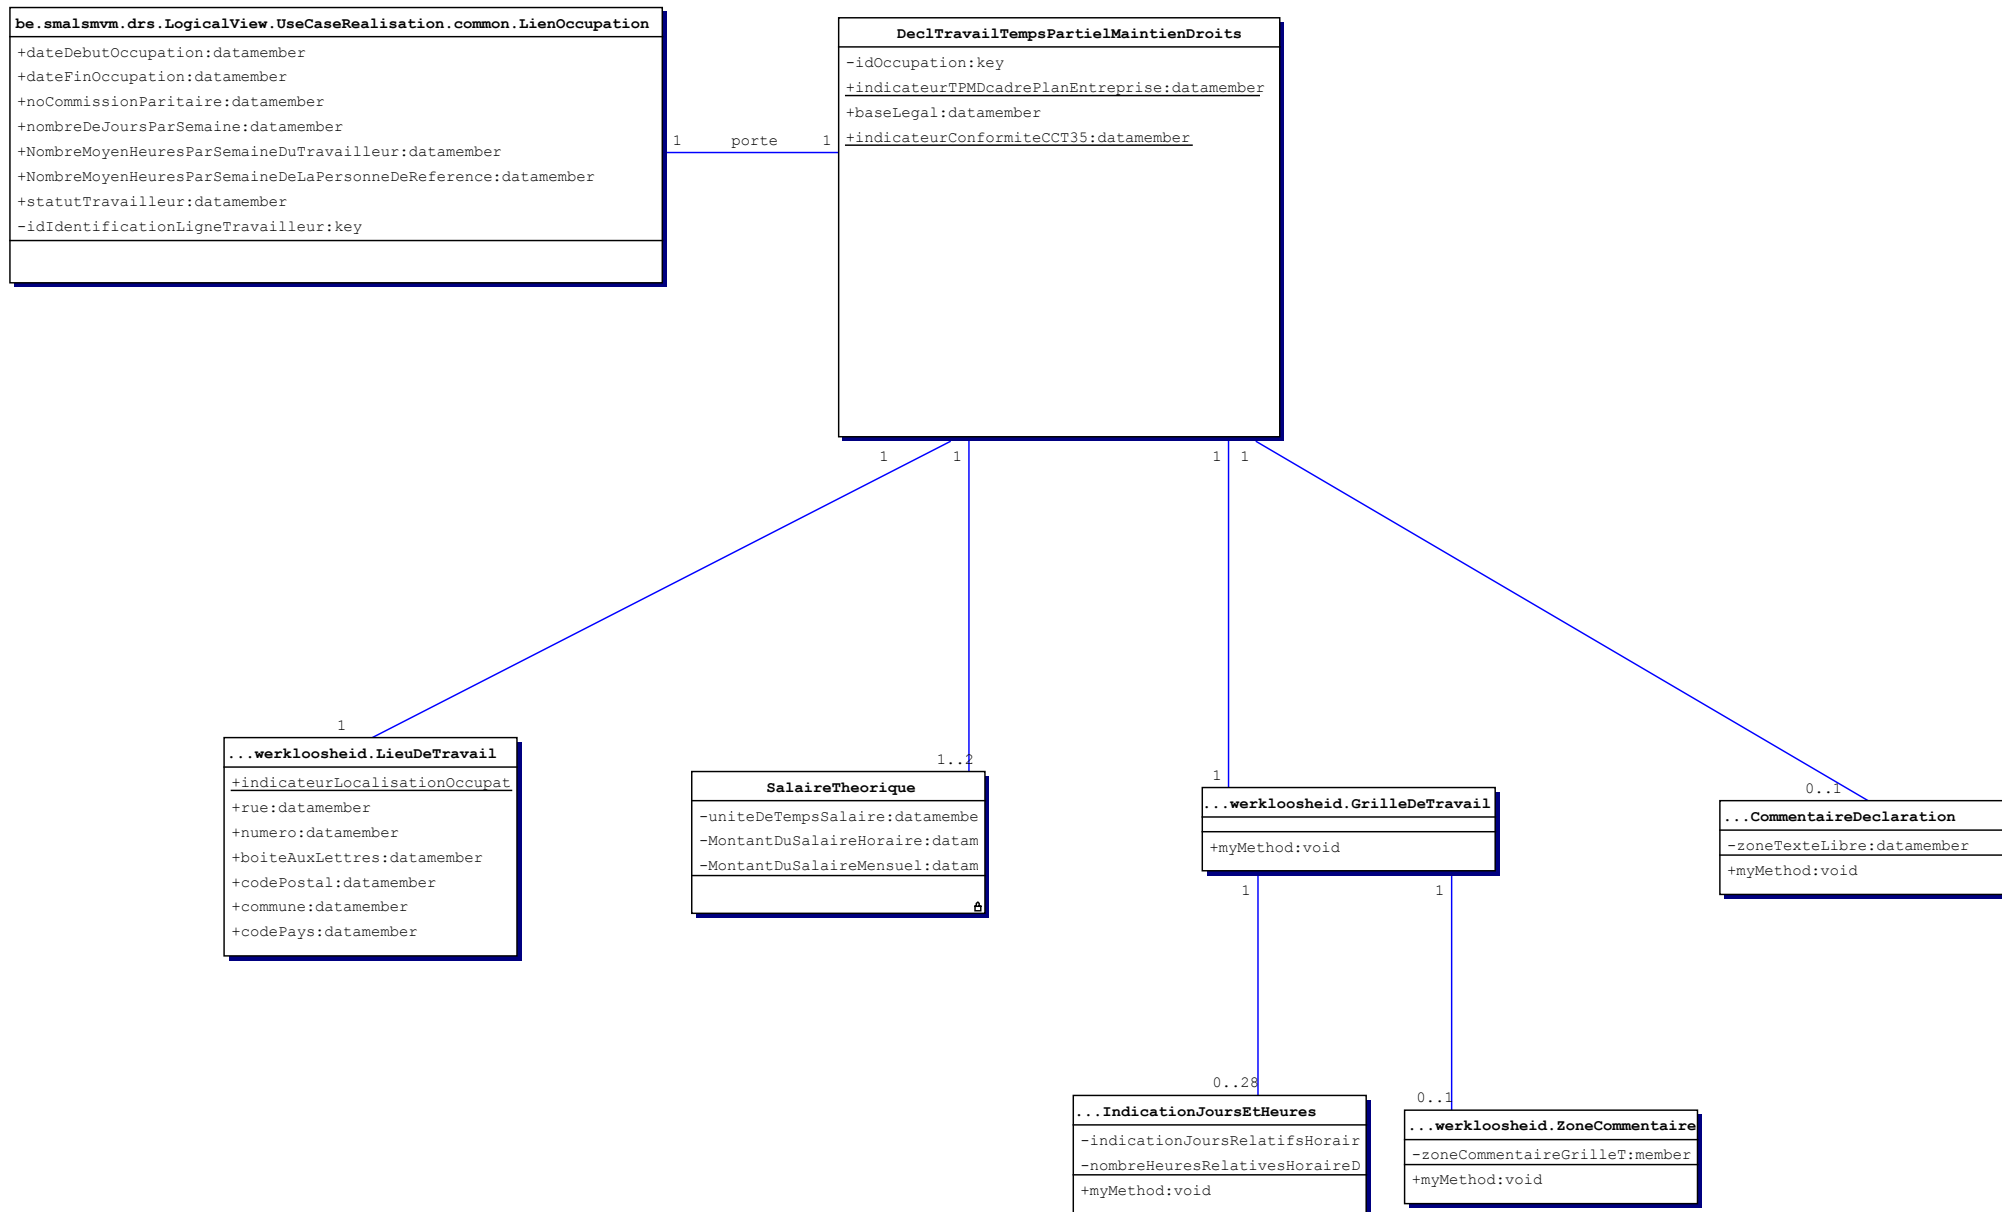 be.smalsmvm.drs.LogicalView.UseCaseRealisation.common.LienOccupation
+dateDebutOccupation:datamember
+dateFinOccupation:datamember
+noCommissionParitaire:datamember
+nombreDeJoursParSemaine:datamember
+NombreMoyenHeuresParSemaineDuTravailleur:datamember
+NombreMoyenHeuresParSemaineDeLaPersonneDeReference:datamember
+statutTravailleur:datamember
-idIdentificationLigneTravailleur:key
1 porte 1
DeclTravailTempsPartielMaintienDroits
-idOccupation:key
+indicateurTPMDcadrePlanEntreprise:datamember
+baseLegal:datamember
+indicateurConformiteCCT35:datamember
1 1 1 1
1
...werkloosheid.LieuDeTravail
+indicateurLocalisationOccupat
+rue:datamember
+numero:datamember
+boiteAuxLettres:datamember
+codePostal:datamember
+commune:datamember
+codePays:datamember
1..2
SalaireTheorique
-uniteDeTempsSalaire:datamembe
-MontantDuSalaireHoraire:datam
-MontantDuSalaireMensuel:datam
1
...werkloosheid.GrilleDeTravail
+myMethod:void
0..1
...CommentaireDeclaration
-zoneTexteLibre:datamember
+myMethod:void
1 1
0..28
...IndicationJoursEtHeures
-indicationJoursRelatifsHorair
-nombreHeuresRelativesHoraireD
+myMethod:void
0..1
...werkloosheid.ZoneCommentaire
-zoneCommentaireGrilleT:member
+myMethod:void